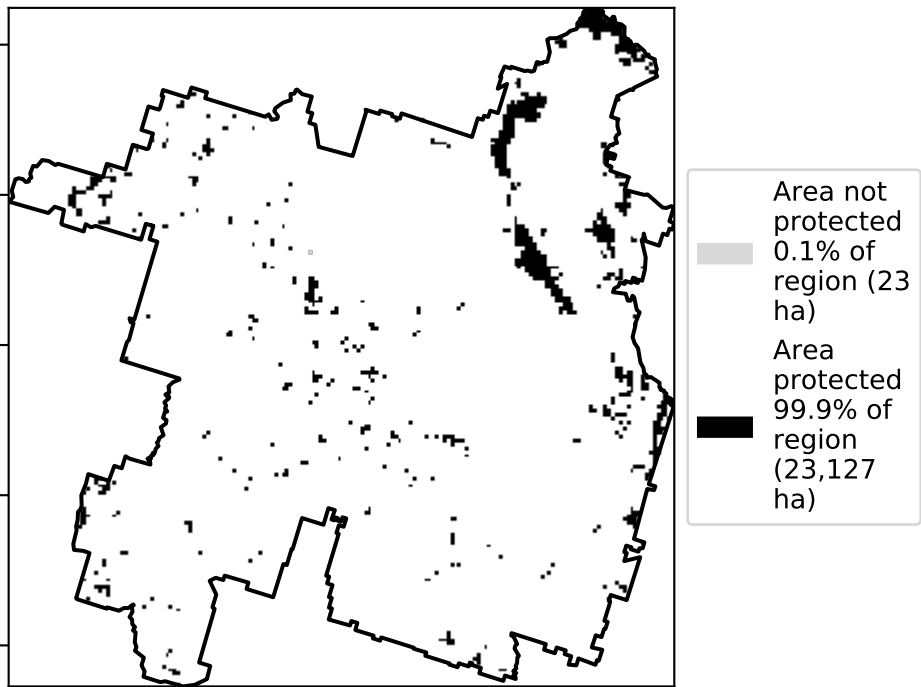 Area not
protected
0.1% of
region (23
ha)
Area
protected
99.9% of
region
(23,127
ha)